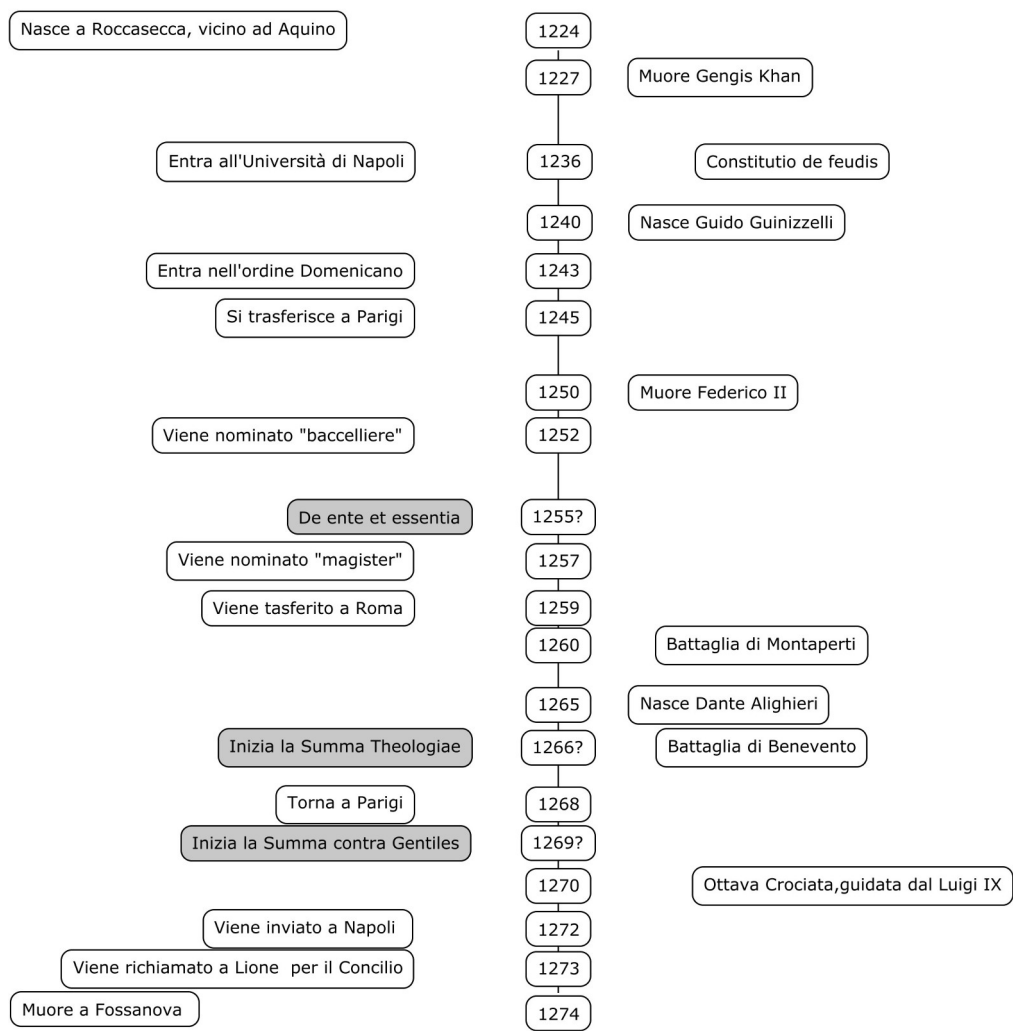 Nasce a Roccasecca, vicino ad Aquino
1224
1227
Muore Gengis Khan
Entra all'Università di Napoli
1236
Constitutio de feudis
1240
Nasce Guido Guinizzelli
Entra nell'ordine Domenicano
1243
Si trasferisce a Parigi
1245
1250
Muore Federico II
Viene nominato "baccelliere"
1252
De ente et essentia
1255?
Viene nominato "magister"
1257
Viene tasferito a Roma
1259
1260
Battaglia di Montaperti
1265
Nasce Dante Alighieri
Inizia la Summa Theologiae
1266?
Battaglia di Benevento
Torna a Parigi
1268
Inizia la Summa contra Gentiles
1269?
1270
Ottava Crociata,guidata dal Luigi IX
Viene inviato a Napoli
1272
Viene richiamato a Lione  per il Concilio
1273
Muore a Fossanova
1274